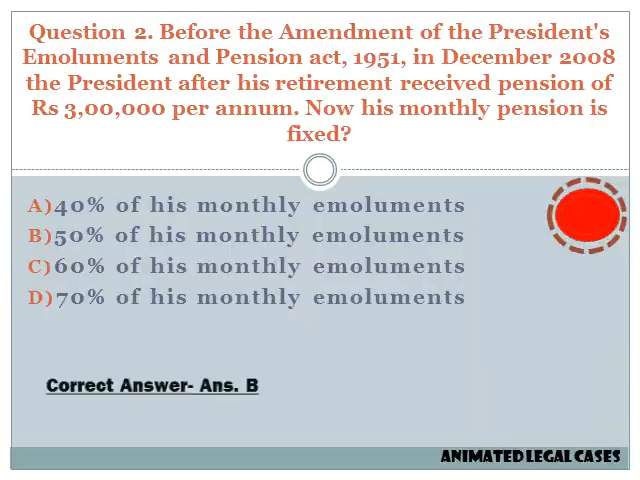 Question 2. Before the Amendment of the President's
Emoluments and Pension act, 1951, in December 2008
the President after his retirement received pension of
Rs 3,00,000 per annum. Now his monthly pension is
fixed?
A)40% of his monthly emoluments
B)50% of his monthly emoluments
C)60% of his monthly emoluments
D)70% of his monthly emoluments
Correct Answer- Ans. B
ANIMATED LEGAL CASES